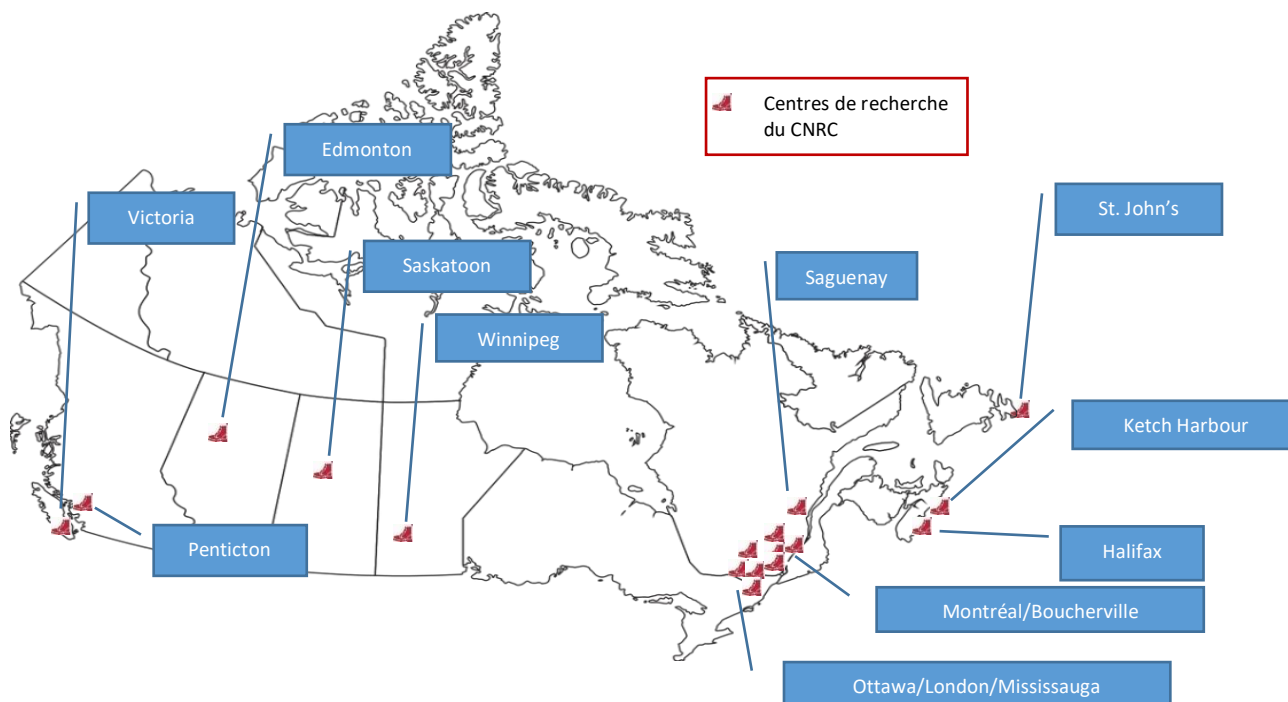 Centres de recherche
du CNRC
Edmonton
Victoria
St. John’s
Saskatoon
Saguenay
Winnipeg
Ketch Harbour
Penticton
Halifax
Montréal/Boucherville
Ottawa/London/Mississauga